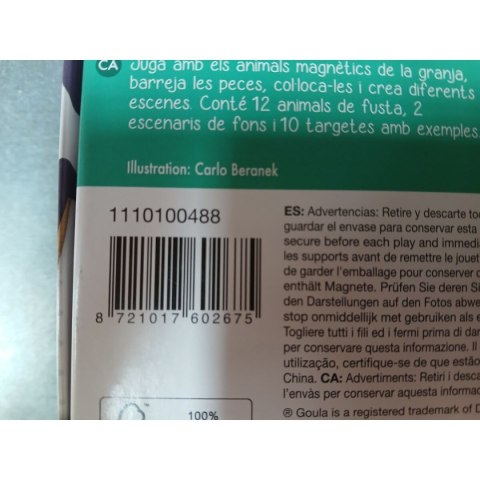 CA Juga amb els animals magnètics de la granja,
barreja les peces, col·loca-les i crea diferents
escenes. Conté 12 animals de fusta, 2
escenaris de fons i 10 targetes amb exemples.
Illustration: Carlo Beranek
1110100488
8 721017 602675
ES: Advertencias: Retire y descarte
guardar el envase para conservar esta
secure before each play and
les supports avant de remettre le
de garder l'emballage pour conserver
enthält Magnete. Prüfen Sie deren
den Darstellungen auf den Fotos
stop onmiddellijk met gebruiken als
Togliere tutti i fili ed i fermi prima di
per conservare questa informazione. Il
utilização, certifique-se de que estão
China. CA: Advertiments: Retiri i
l'envàs per conservar aquesta
100%
® Goula is a registered trademark of